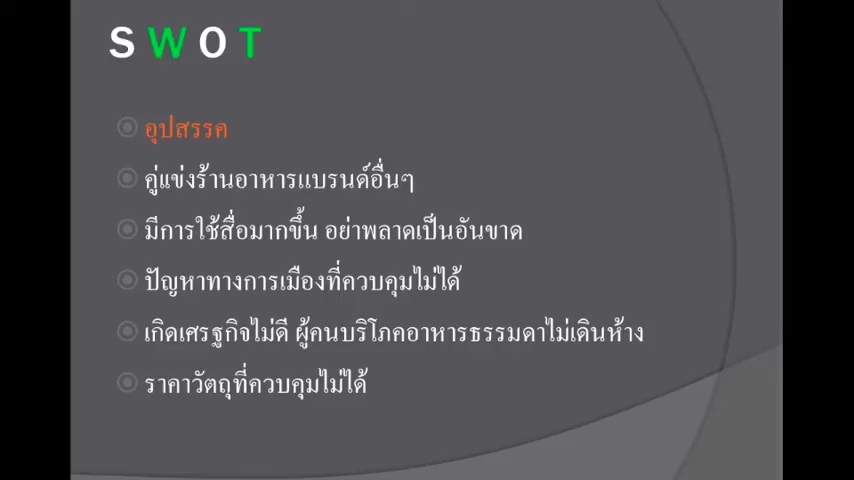 S W O T
อุปสรรค
คู่แข่งร้านอาหารแบรนด์อื่นๆ
มีการใช้สื่อมากขึ้น อย่าพลาดเป็นอันขาด
ปัญหาทางการเมืองที่ควบคุมไม่ได้
เกิดเศรฐกิจไม่ดี ผู้คนบริโภคอาหารธรรมดาไม่เดินห้าง
ราคาวัตถุที่ควบคุมไม่ได้